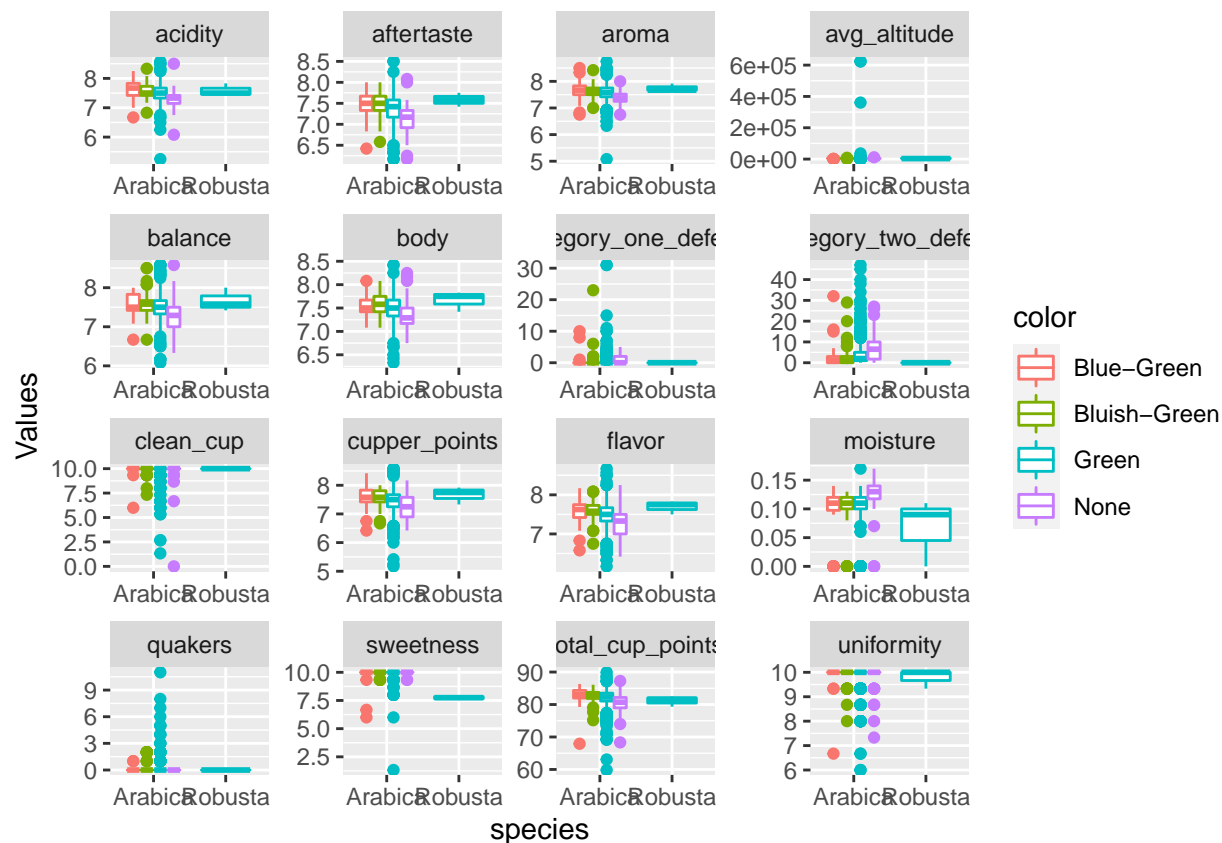 acidity
aftertaste
aroma
avg_altitude
8
7
6
8.5
8.0
7.5
7.0
6.5
8
7
6
5
6e+05
4e+05
2e+05
0e+00
Arabica Robusta
Arabica Robusta
Arabica Robusta
Arabica Robusta
balance
body
egory_one_defe
egory_two_defe
8
7
6
8.5
8.0
7.5
7.0
6.5
30
20
10
0
40
30
20
10
0
Arabica Robusta
Arabica Robusta
Arabica Robusta
Arabica Robusta
clean_cup
cupper_points
flavor
moisture
10.0
7.5
5.0
2.5
0.0
8
7
6
5
8
7
0.15
0.10
0.05
0.00
Arabica Robusta
Arabica Robusta
Arabica Robusta
Arabica Robusta
quakers
sweetness
otal_cup_points
uniformity
9
6
3
0
10.0
7.5
5.0
2.5
90
80
70
60
10
9
8
7
6
Arabica Robusta
Arabica Robusta
Arabica Robusta
Arabica Robusta
Values
species
color
Blue−Green
Bluish−Green
Green
None